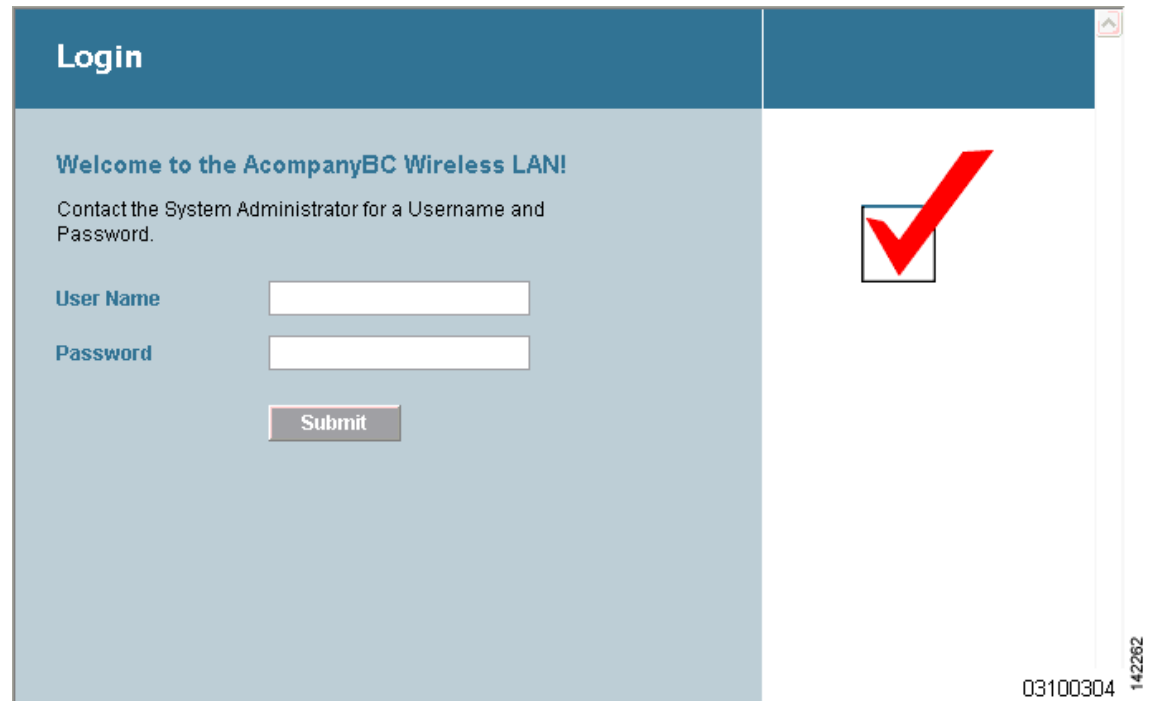 Login
Welcome to the AcompanyBC Wireless LAN!
Contact the System Administrator for a Username and
Password.
User Name
Password
Submit
03100304
142262